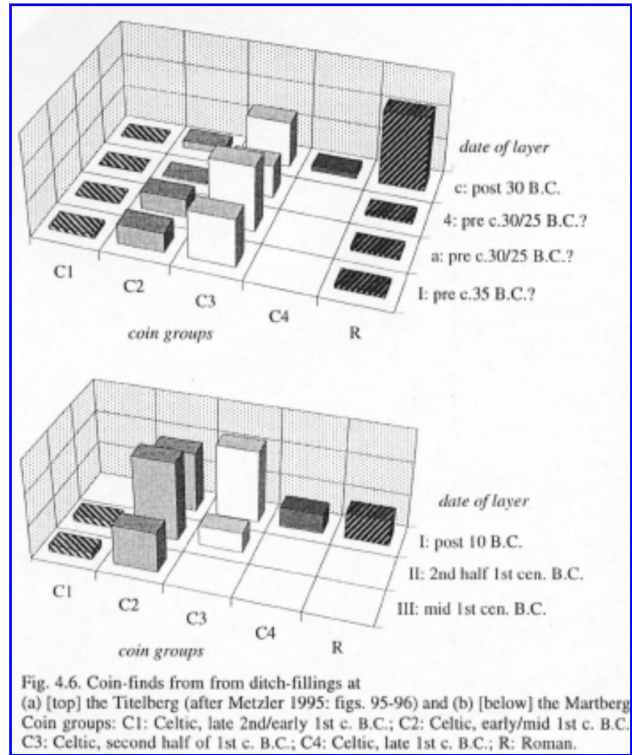 date of layer
c: post 30 B.C.
4: pre c.30/25 B.C.?
a: pre c.30/25 B.C.?
I: pre c.35 B.C.?
C1
C2
C3
C4
R
coin groups
date of layer
I: post 10 B.C.
II: 2nd half 1st cen. B.C.
III: mid 1st cen. B.C.
C1
C2
C3
C4
R
coin groups
Fig. 4.6. Coin-finds from from ditch-fillings at
(a) [top] the Titelberg (after Metzler 1995: figs. 95-96) and (b) [below] the Martberg
Coin groups: C1: Celtic, late 2nd/early 1st c. B.C.; C2: Celtic, early/mid 1st c. B.C.
C3: Celtic, second half of 1st c. B.C.; C4: Celtic, late 1st c. B.C.; R: Roman.